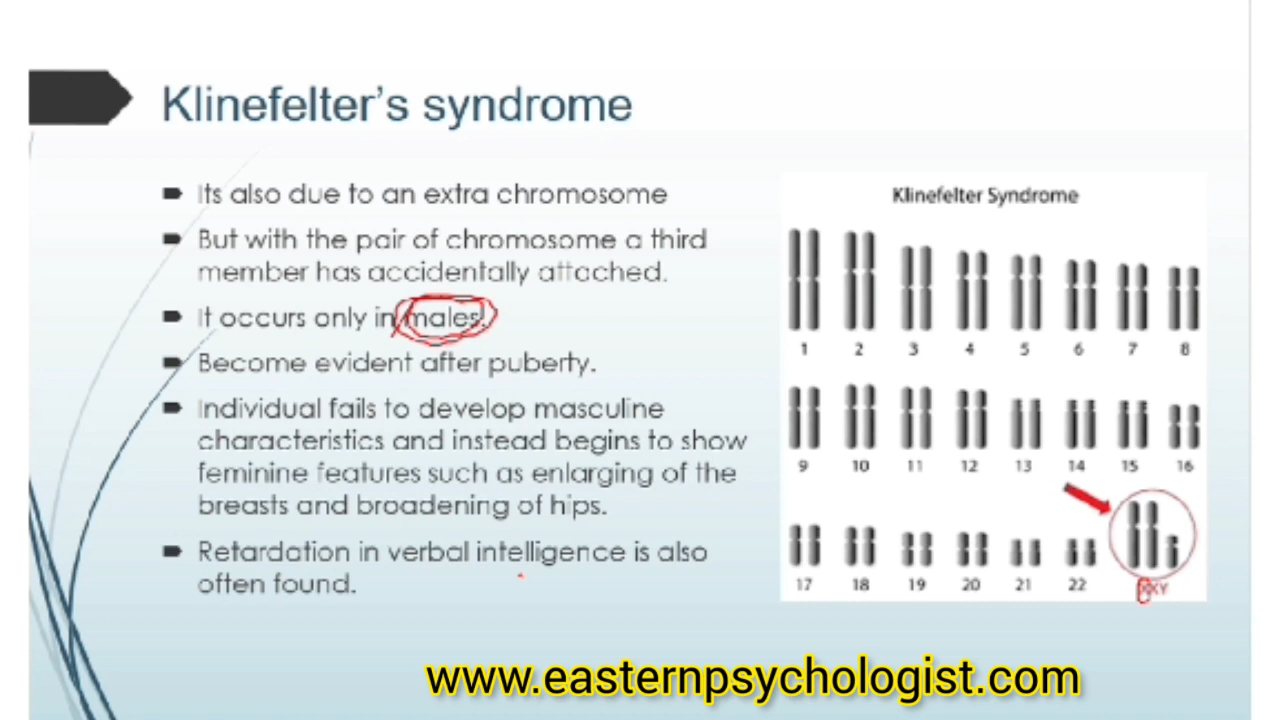 Klinefelter's syndrome
Its also due to an extra chromosome
But with the pair of chromosome a third
member has accidentally attached.
It occurs only in males.
Become evident after puberty.
Individual fails to develop masculine
characteristics and instead begins to show
feminine features such as enlarging of the
breasts and broadening of hips.
Retardation in verbal intelligence is also
often found.
Klinefelter Syndrome
1 2 3 4 5 6 7 8
9 10 11 12 13 14 15 16
17 18 19 20 21 22 XXY
www.easternpsychologist.com